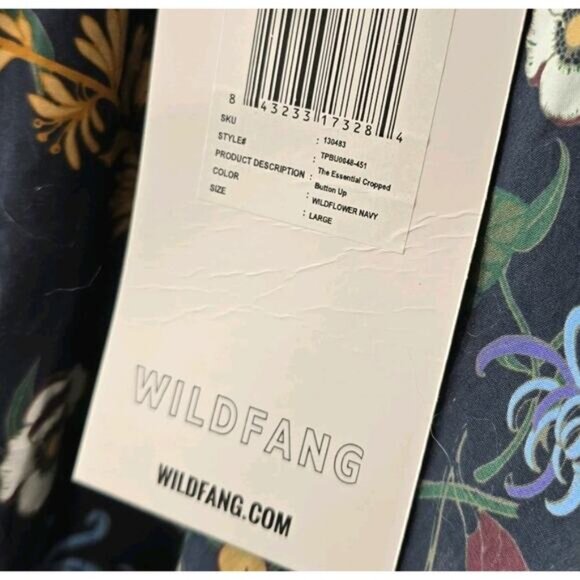 8 43233 17328 4
SKU : 130483
STYLE# : TPBU0048-451
PRODUCT DESCRIPTION : The Essential Cropped
Button Up
COLOR : WILDFLOWER NAVY
SIZE : LARGE
WILDFANG
WILDFANG.COM